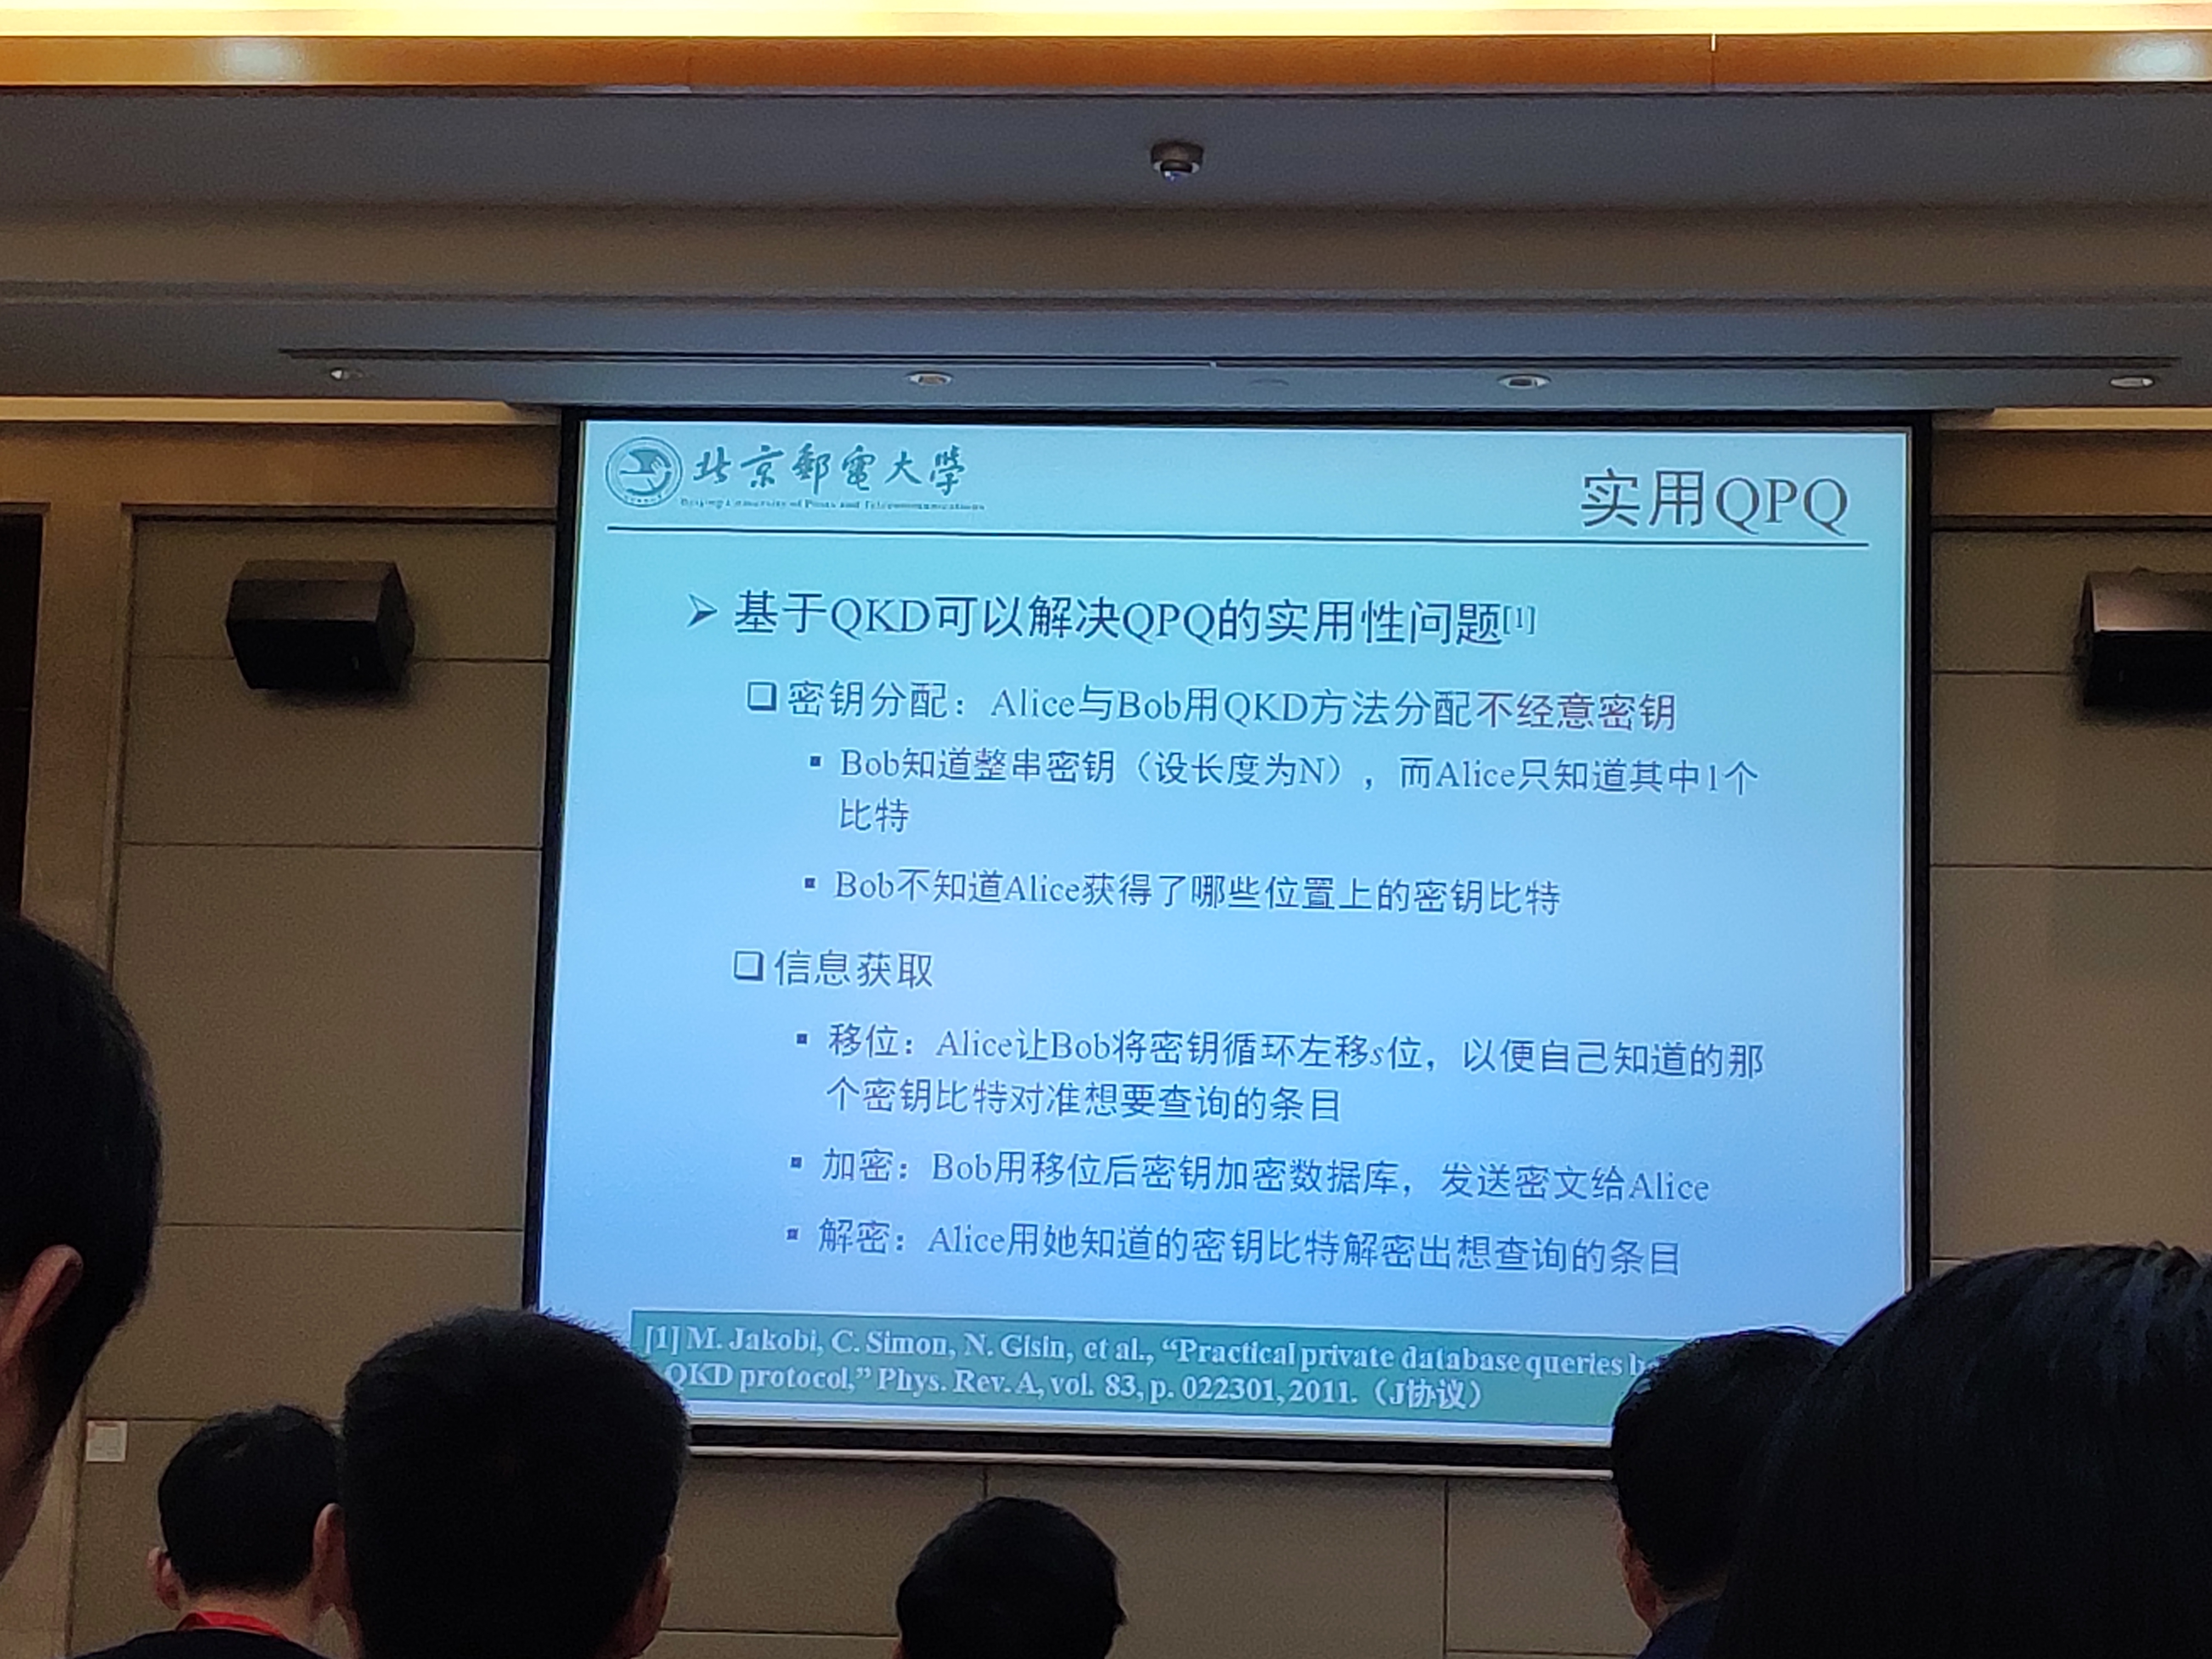 北京郵電大學
Beijing University of Posts and Telecommunications
实用QPQ
➢ 基于QKD可以解决QPQ的实用性问题[1]
❑ 密钥分配：Alice与Bob用QKD方法分配不经意密钥
▪ Bob知道整串密钥（设长度为N），而Alice只知道其中1个
比特
▪ Bob不知道Alice获得了哪些位置上的密钥比特
❑ 信息获取
▪ 移位：Alice让Bob将密钥循环左移s位，以便自己知道的那
个密钥比特对准想要查询的条目
▪ 加密：Bob用移位后密钥加密数据库，发送密文给Alice
▪ 解密：Alice用她知道的密钥比特解密出想查询的条目
[1] M. Jakobi, C. Simon, N. Gisin, et al., “Practical private database queries
QKD protocol,” Phys. Rev. A, vol. 83, p. 022301, 2011.（J协议）